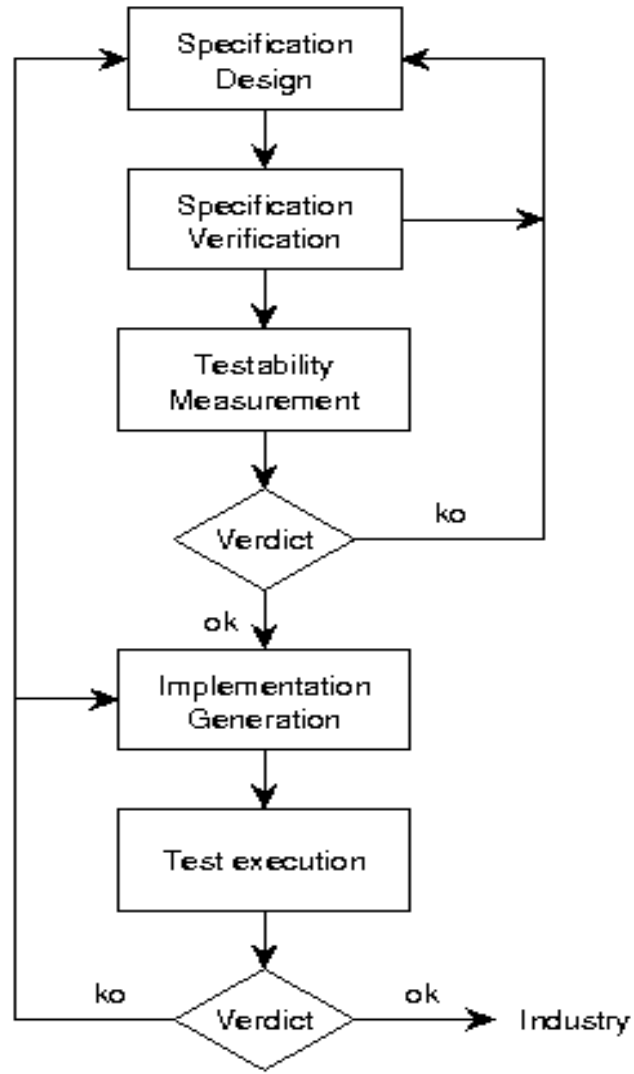 Specification
Design
Specification
Verification
Testability
Measurement
Verdict
ko
ok
Implementation
Generation
Test execution
ko
Verdict
ok
Industry